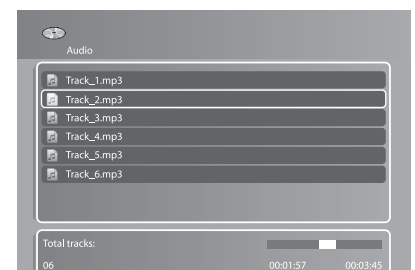 Audio
Track_1.mp3
Track_2.mp3
Track_3.mp3
Track_4.mp3
Track_5.mp3
Track_6.mp3
Total tracks:
06 00:01:57 00:03:45